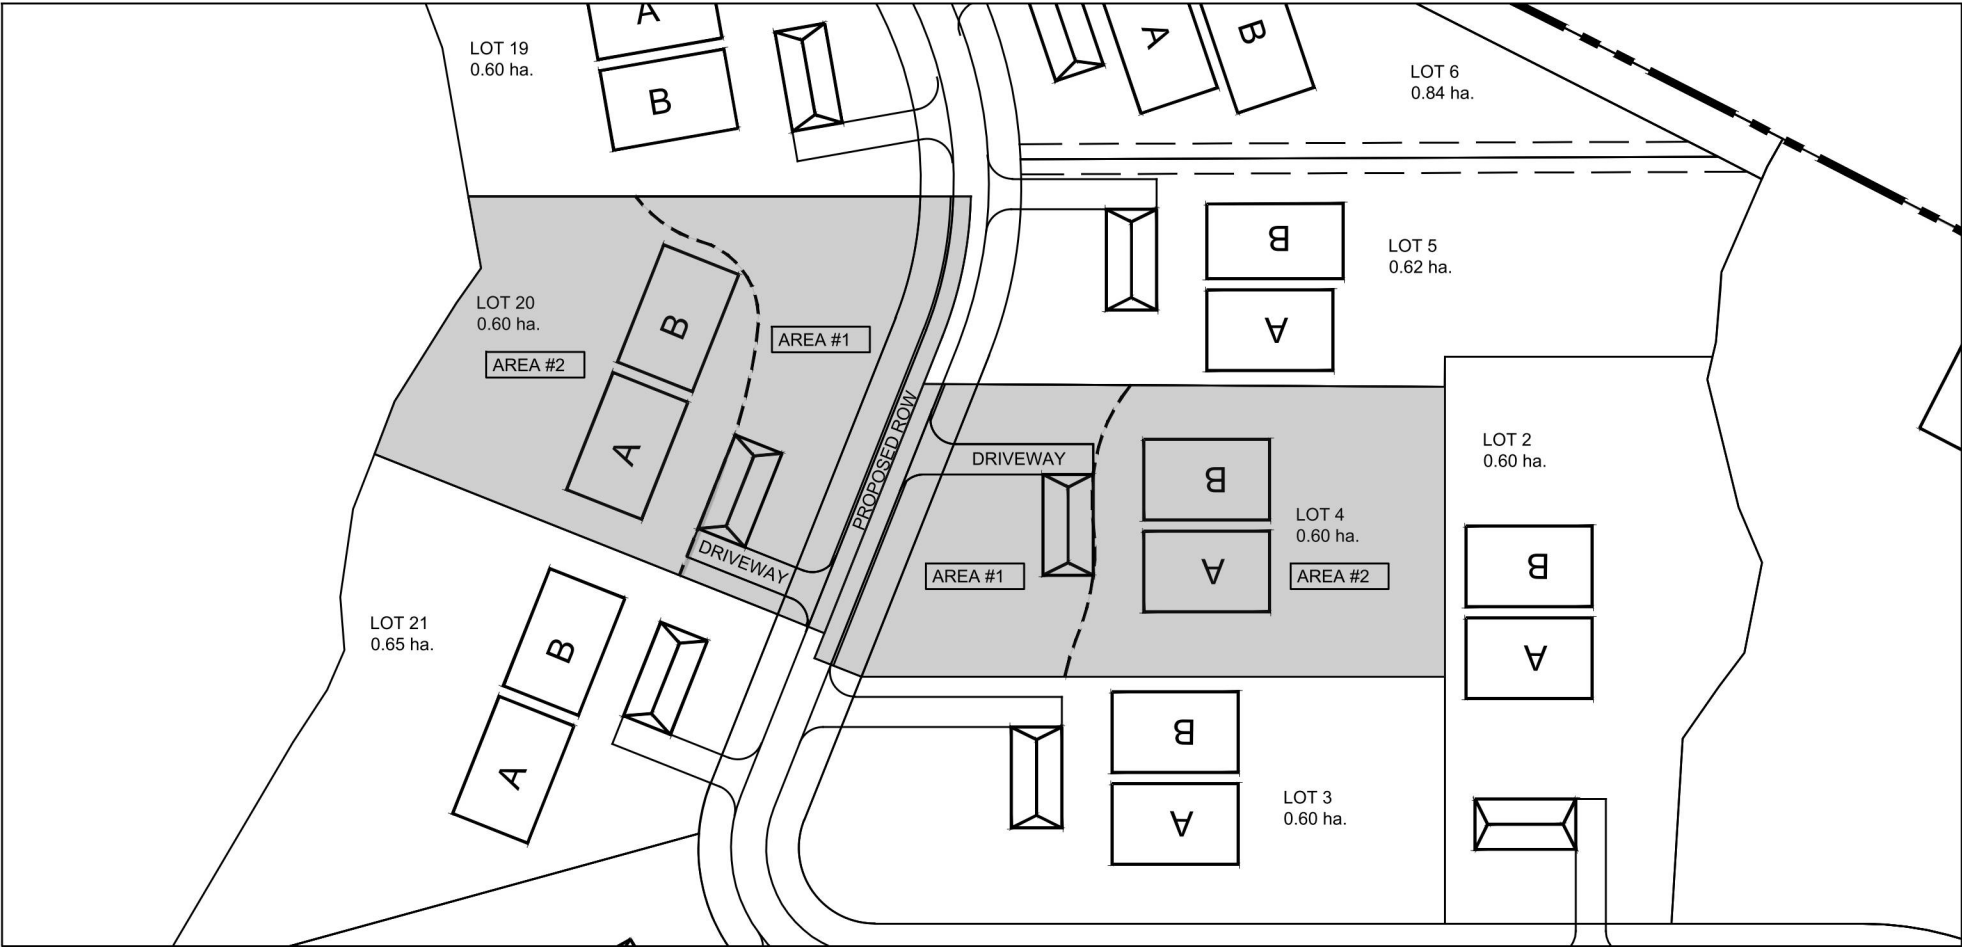 A
B
LOT 19
0.60 ha.
A
B
LOT 6
0.84 ha.
B
A
LOT 5
0.62 ha.
LOT 20
0.60 ha.
AREA #2
B
A
AREA #1
DRIVEWAY
PROPOSED ROW
DRIVEWAY
AREA #1
B
A
LOT 4
0.60 ha.
AREA #2
LOT 2
0.60 ha.
B
A
LOT 21
0.65 ha.
B
A
B
A
LOT 3
0.60 ha.